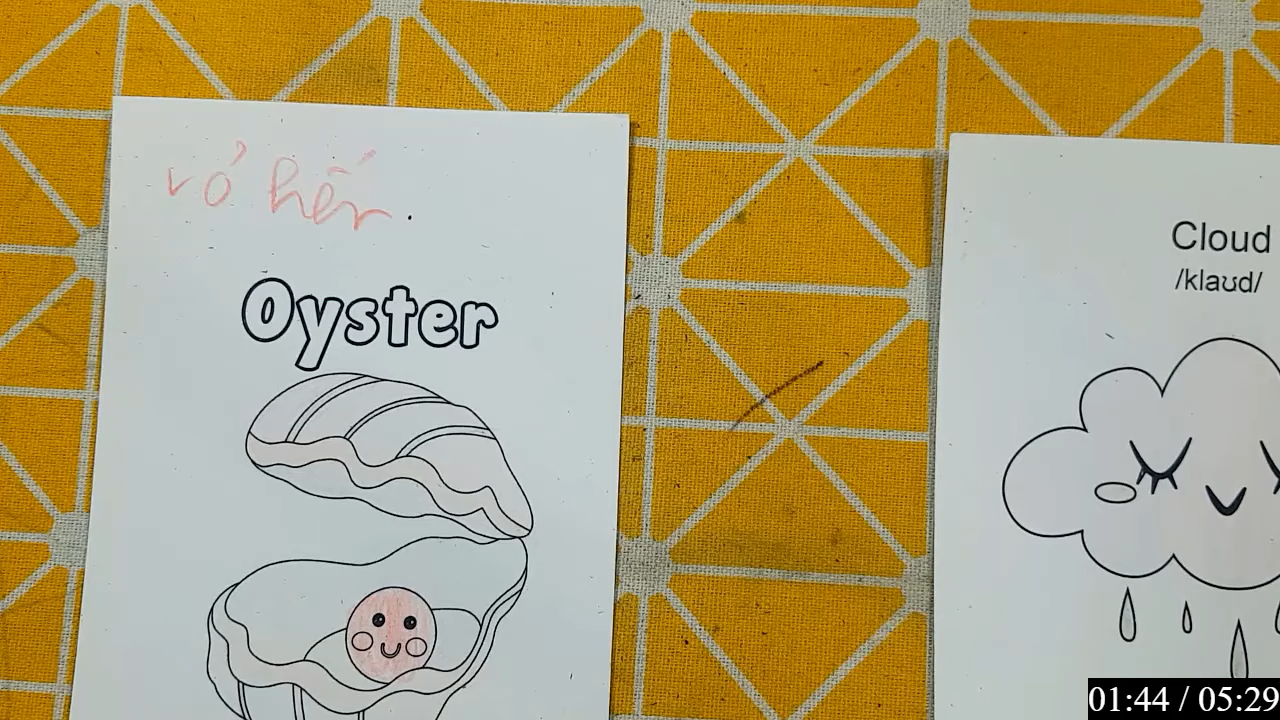 vỏ hến
Oyster
Cloud
/klaʊd/
01:44 / 05:29